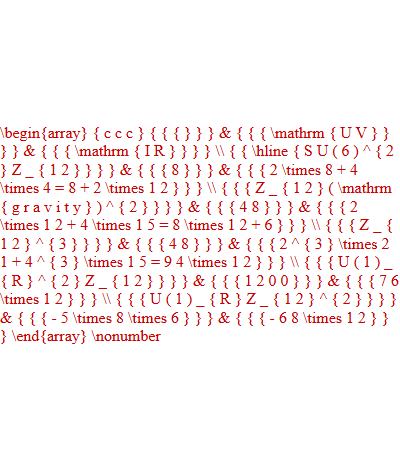 \begin{array} { c c c } { { { } } } & { { { \mathrm { U V } }
} } & { { { \mathrm { I R } } } } \\ { { \hline { S U ( 6 ) ^ { 2
} Z _ { 1 2 } } } } & { { { 8 } } } & { { { 2 \times 8 + 4
\times 4 = 8 + 2 \times 1 2 } } } \\ { { { Z _ { 1 2 } ( \mathrm
{ g r a v i t y } ) ^ { 2 } } } } & { { { 4 8 } } } & { { { 2
\times 1 2 + 4 \times 1 5 = 8 \times 1 2 + 6 } } } \\ { { { Z _ {
1 2 } ^ { 3 } } } } & { { { 4 8 } } } & { { { 2 ^ { 3 } \times 2
1 + 4 ^ { 3 } \times 1 5 = 9 4 \times 1 2 } } } \\ { { { U ( 1 ) _
{ R } ^ { 2 } Z _ { 1 2 } } } } & { { { 1 2 0 0 } } } & { { { 7 6
\times 1 2 } } } \\ { { { U ( 1 ) _ { R } Z _ { 1 2 } ^ { 2 } } } }
& { { { - 5 \times 8 \times 6 } } } & { { { - 6 8 \times 1 2 } }
} \end{array} \nonumber